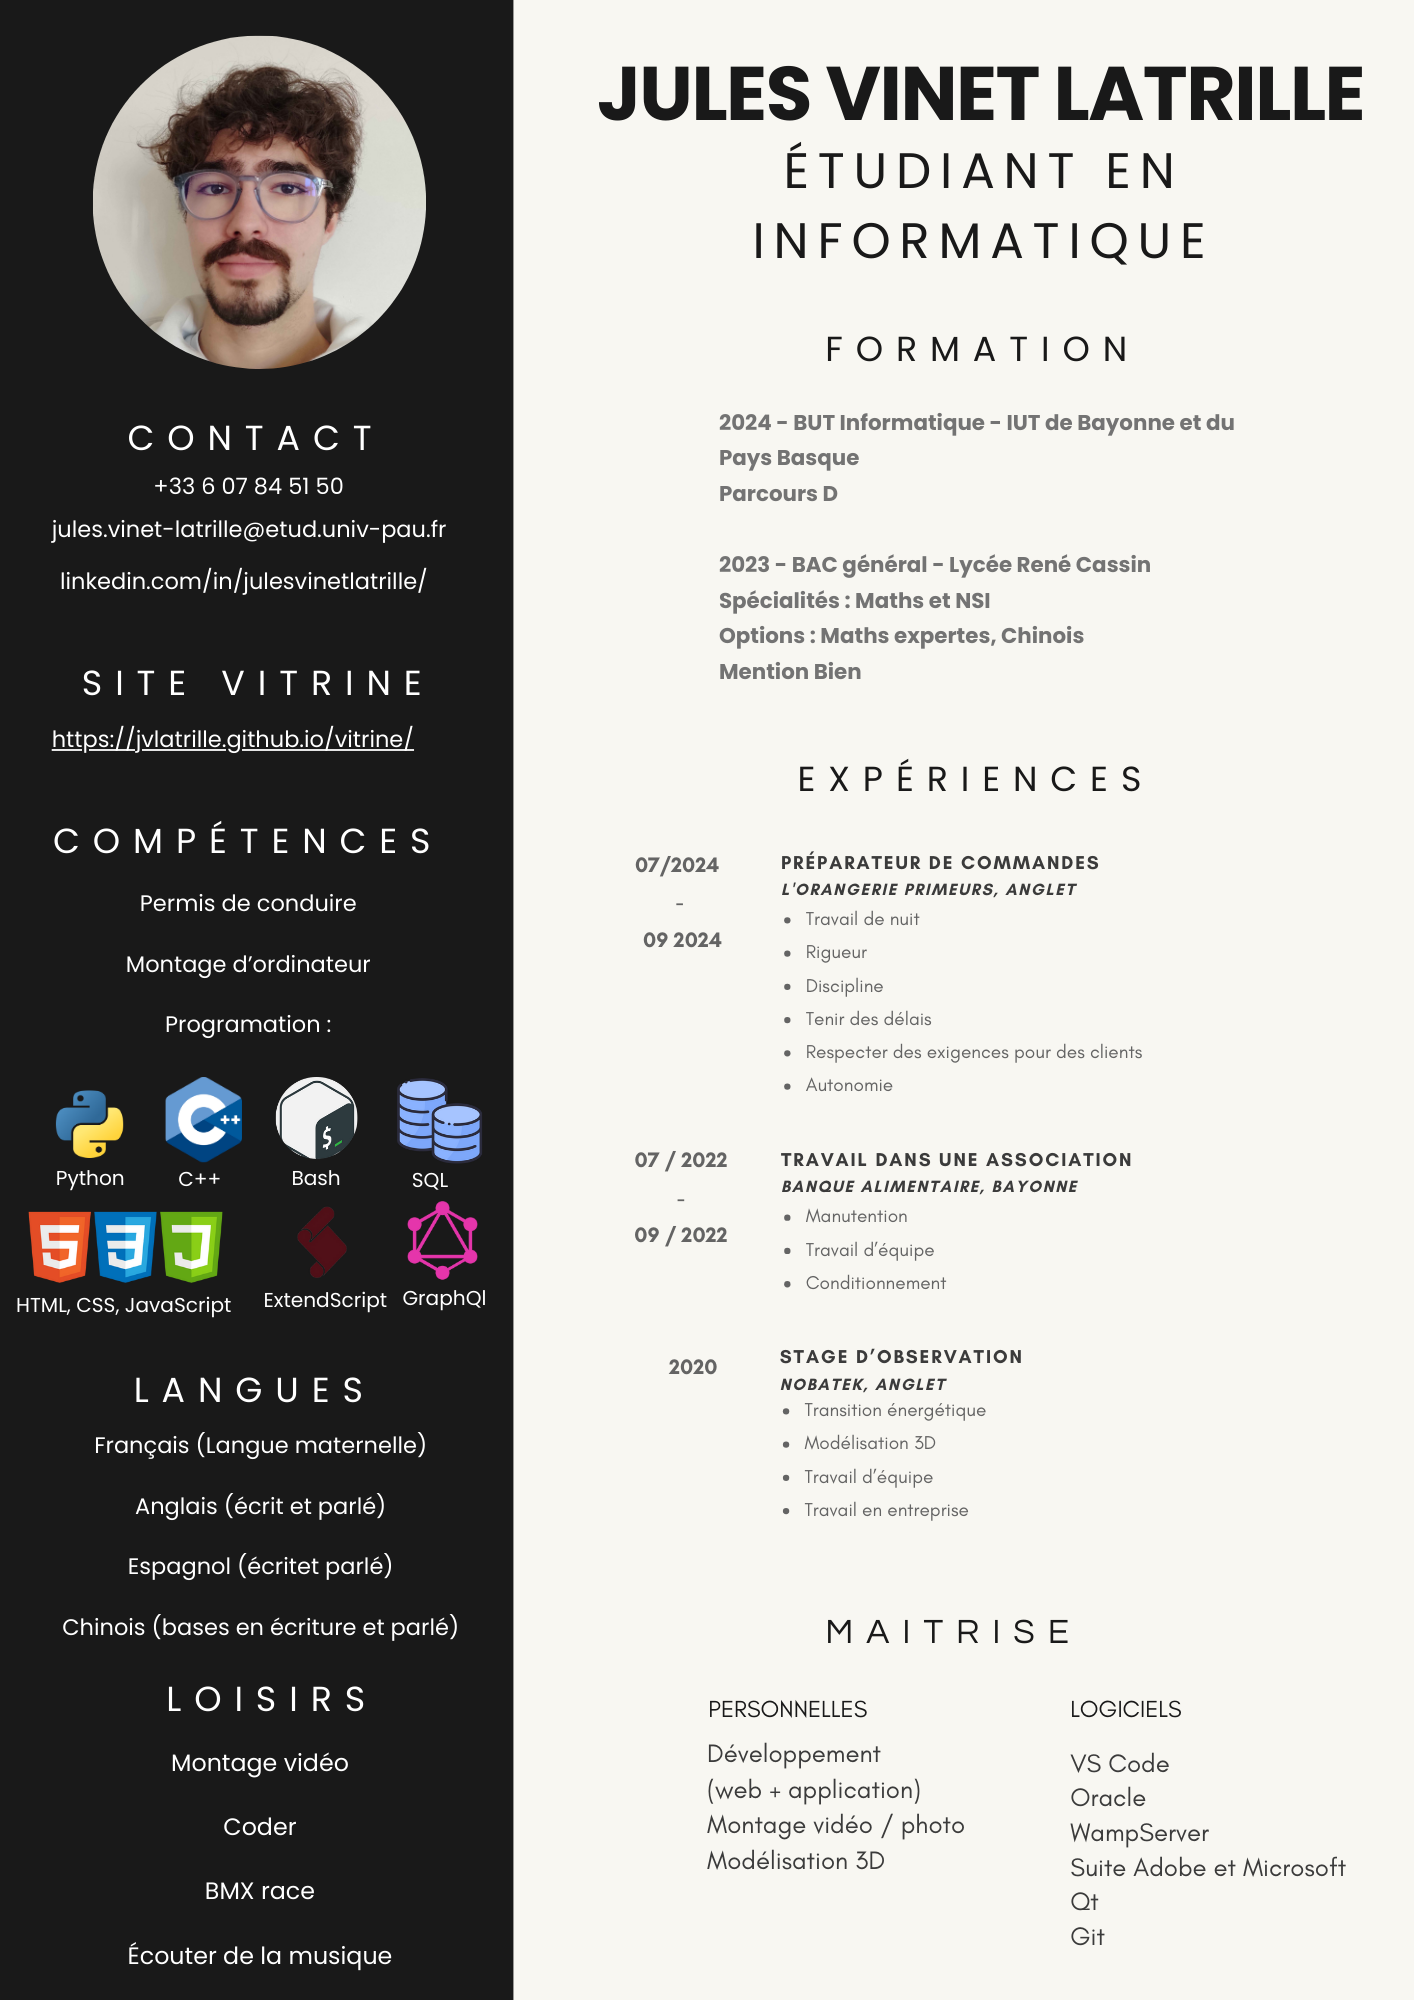 CONTACT
+33 6 07 84 51 50
jules.vinet-latrille@etud.univ-pau.fr
linkedin.com/in/julesvinetlatrille/
SITE VITRINE
https://jvlatrille.github.io/vitrine/
COMPÉTENCES
Permis de conduire
Montage d’ordinateur
Programation :
Python
C++
Bash
SQL
HTML, CSS, JavaScript
ExtendScript
GraphQl
LANGUES
Français (Langue maternelle)
Anglais (écrit et parlé)
Espagnol (écritet parlé)
Chinois (bases en écriture et parlé)
LOISIRS
Montage vidéo
Coder
BMX race
Écouter de la musique
JULES VINET LATRILLE
ÉTUDIANT EN
INFORMATIQUE
FORMATION
2024 - BUT Informatique - IUT de Bayonne et du
Pays Basque
Parcours D
2023 - BAC général - Lycée René Cassin
Spécialités : Maths et NSI
Options : Maths expertes, Chinois
Mention Bien
EXPÉRIENCES
07/2024
-
09 2024
PRÉPARATEUR DE COMMANDES
L'ORANGERIE PRIMEURS, ANGLET
• Travail de nuit
• Rigueur
• Discipline
• Tenir des délais
• Respecter des exigences pour des clients
• Autonomie
07 / 2022
-
09 / 2022
TRAVAIL DANS UNE ASSOCIATION
BANQUE ALIMENTAIRE, BAYONNE
• Manutention
• Travail d’équipe
• Conditionnement
2020
STAGE D’OBSERVATION
NOBATEK, ANGLET
• Transition énergétique
• Modélisation 3D
• Travail d’équipe
• Travail en entreprise
MAITRISE
PERSONNELLES
Développement
(web + application)
Montage vidéo / photo
Modélisation 3D
LOGICIELS
VS Code
Oracle
WampServer
Suite Adobe et Microsoft
Qt
Git